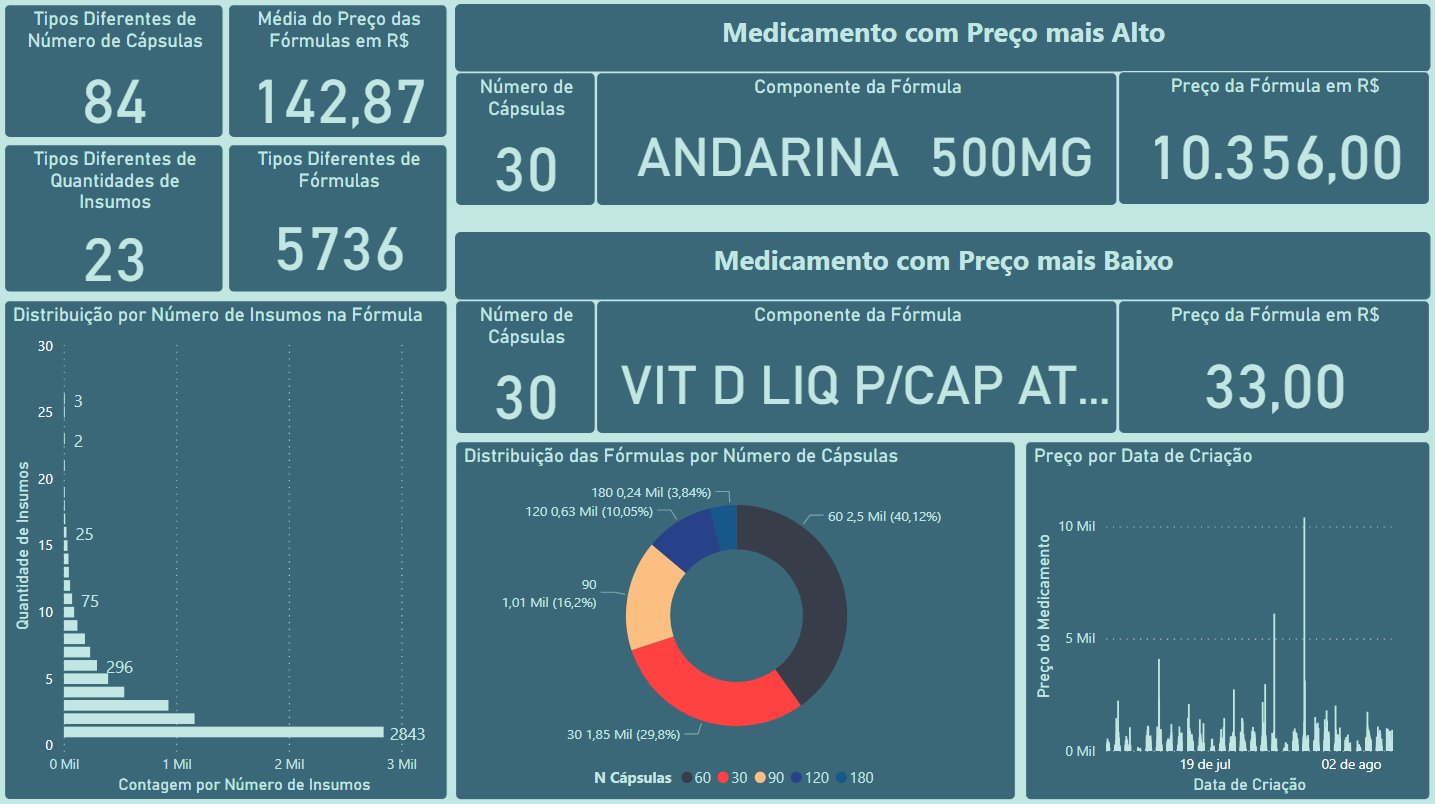 Tipos Diferentes de
Número de Cápsulas
84
Média do Preço das
Fórmulas em R$
142,87
Tipos Diferentes de
Quantidades de
Insumos
23
Tipos Diferentes de
Fórmulas
5736
Medicamento com Preço mais Alto
Número de
Cápsulas
30
Componente da Fórmula
ANDARINA 500MG
Preço da Fórmula em R$
10.356,00
Medicamento com Preço mais Baixo
Número de
Cápsulas
30
Componente da Fórmula
VIT D LIQ P/CAP AT...
Preço da Fórmula em R$
33,00
Distribuição por Número de Insumos na Fórmula
Quantidade de Insumos
30
25
20
15
10
5
0
3
2
25
75
296
2843
0 Mil
1 Mil
2 Mil
3 Mil
Contagem por Número de Insumos
Distribuição das Fórmulas por Número de Cápsulas
180 0,24 Mil (3,84%)
120 0,63 Mil (10,05%)
60 2,5 Mil (40,12%)
90
1,01 Mil (16,2%)
30 1,85 Mil (29,8%)
N Cápsulas
60
30
90
120
180
Preço por Data de Criação
Preço do Medicamento
10 Mil
5 Mil
0 Mil
19 de jul
02 de ago
Data de Criação